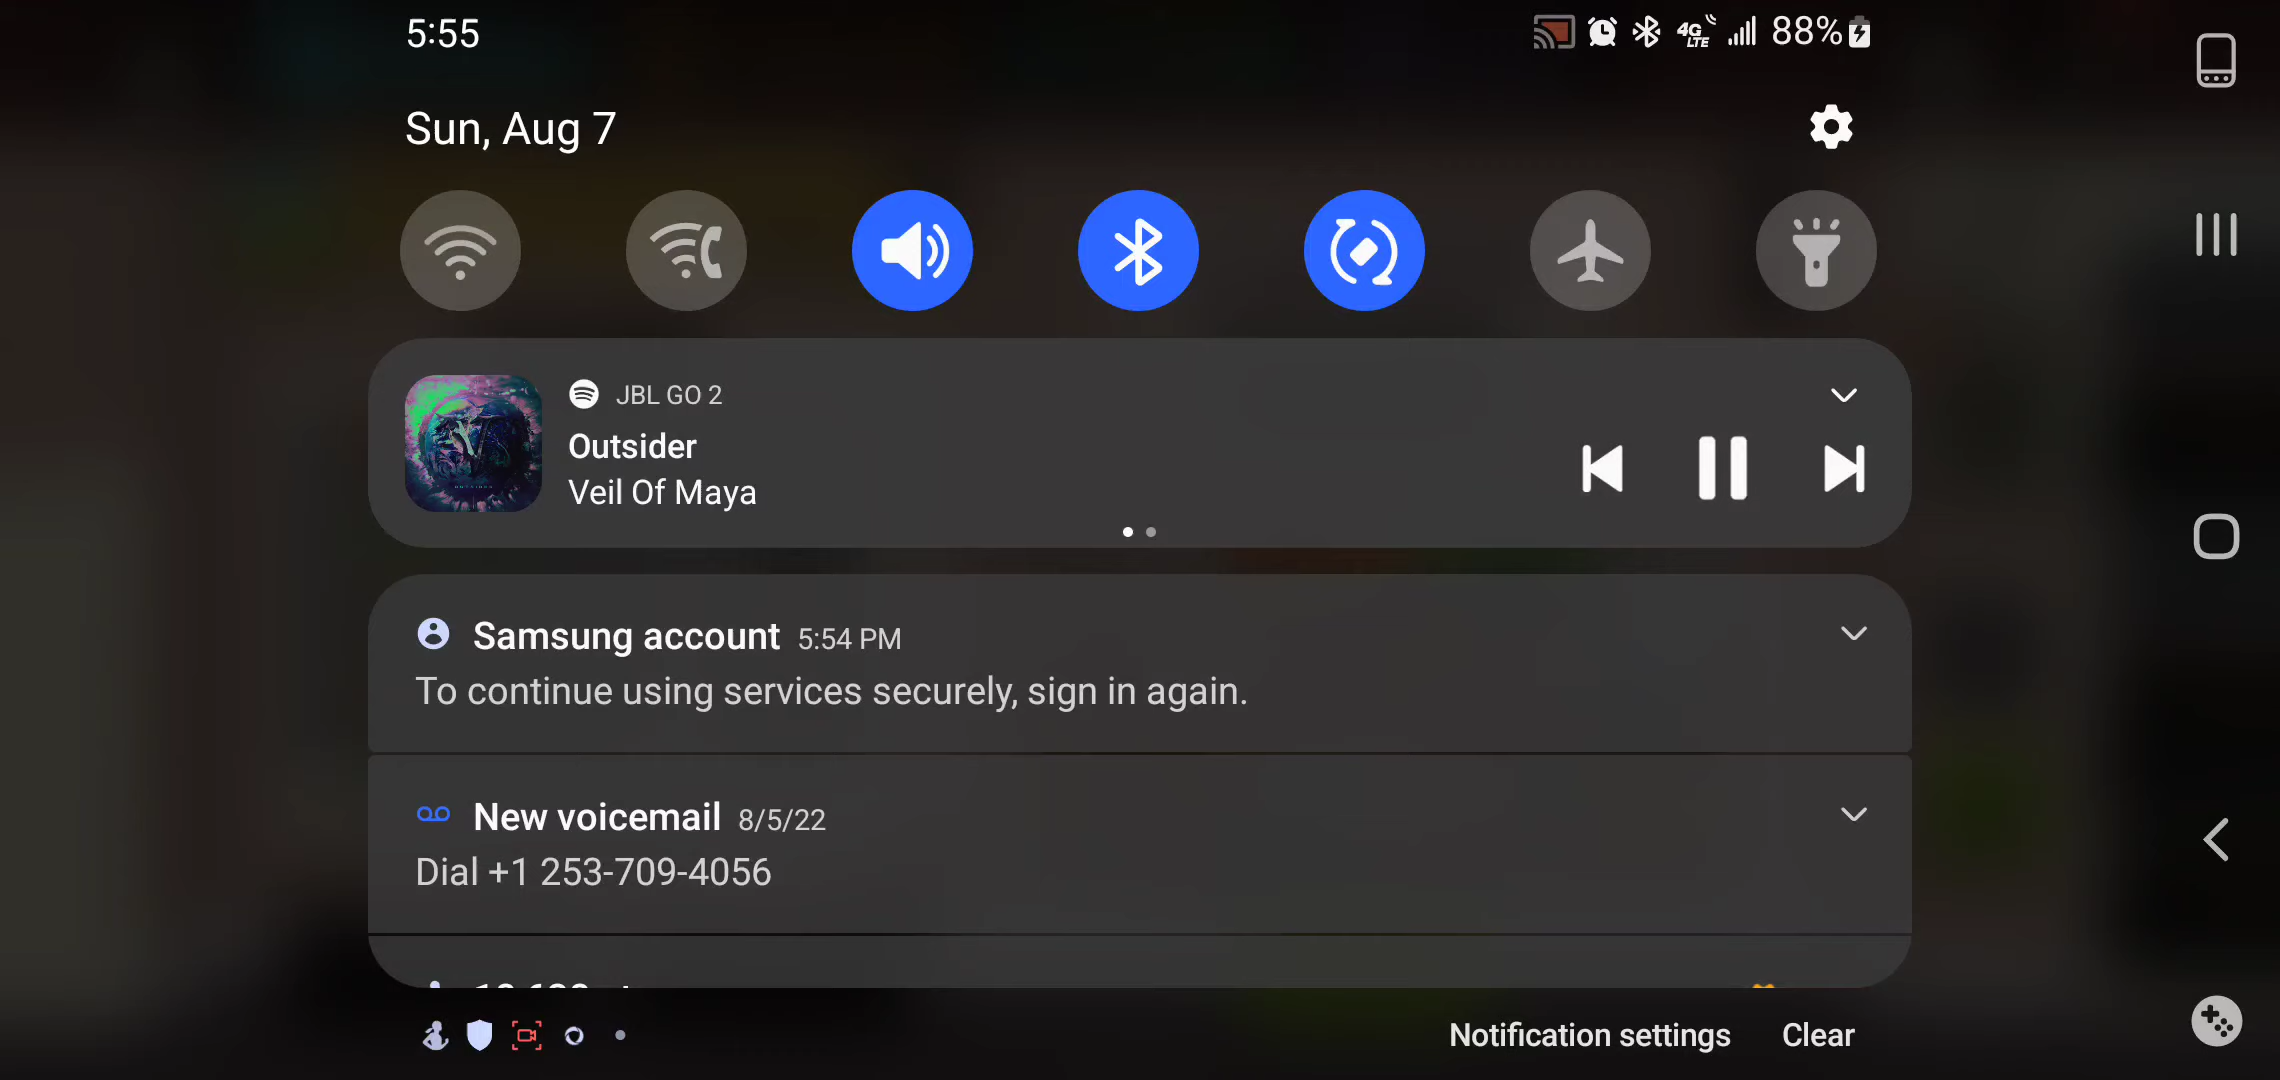 5:55
4G LTE 88%
Sun, Aug 7
JBL GO 2
Outsider
Veil Of Maya
Samsung account 5:54 PM
To continue using services securely, sign in again.
New voicemail 8/5/22
Dial +1 253-709-4056
Notification settings Clear